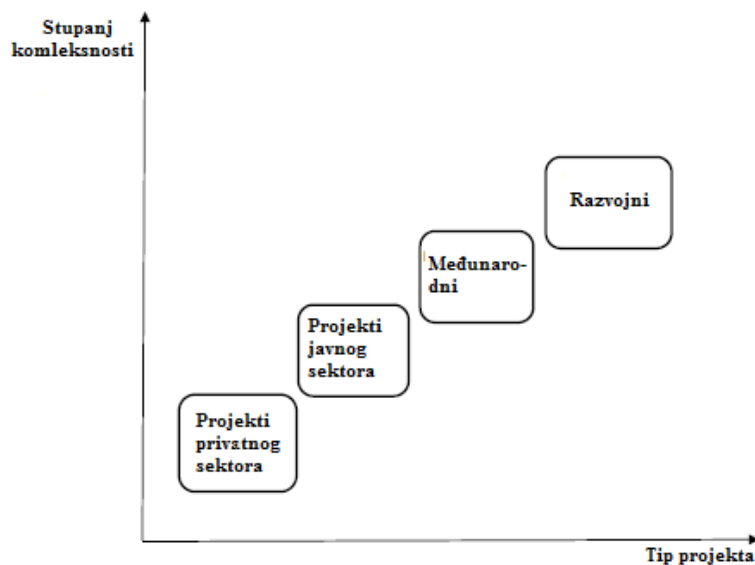 Stupanj
komleksnosti
Razvojni
Međunaro-
dni
Projekti
javnog
sektora
Projekti
privatnog
sektora
Tip projekta